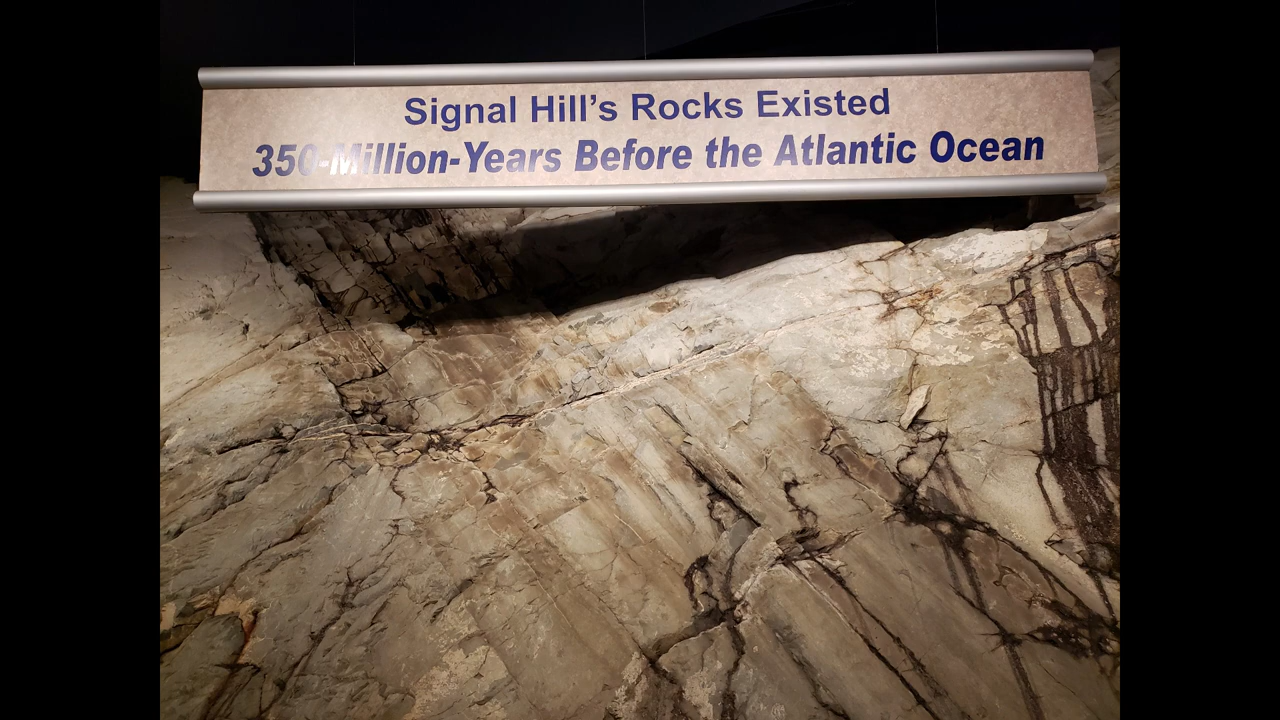 Signal Hill's Rocks Existed
350-Million-Years Before the Atlantic Ocean